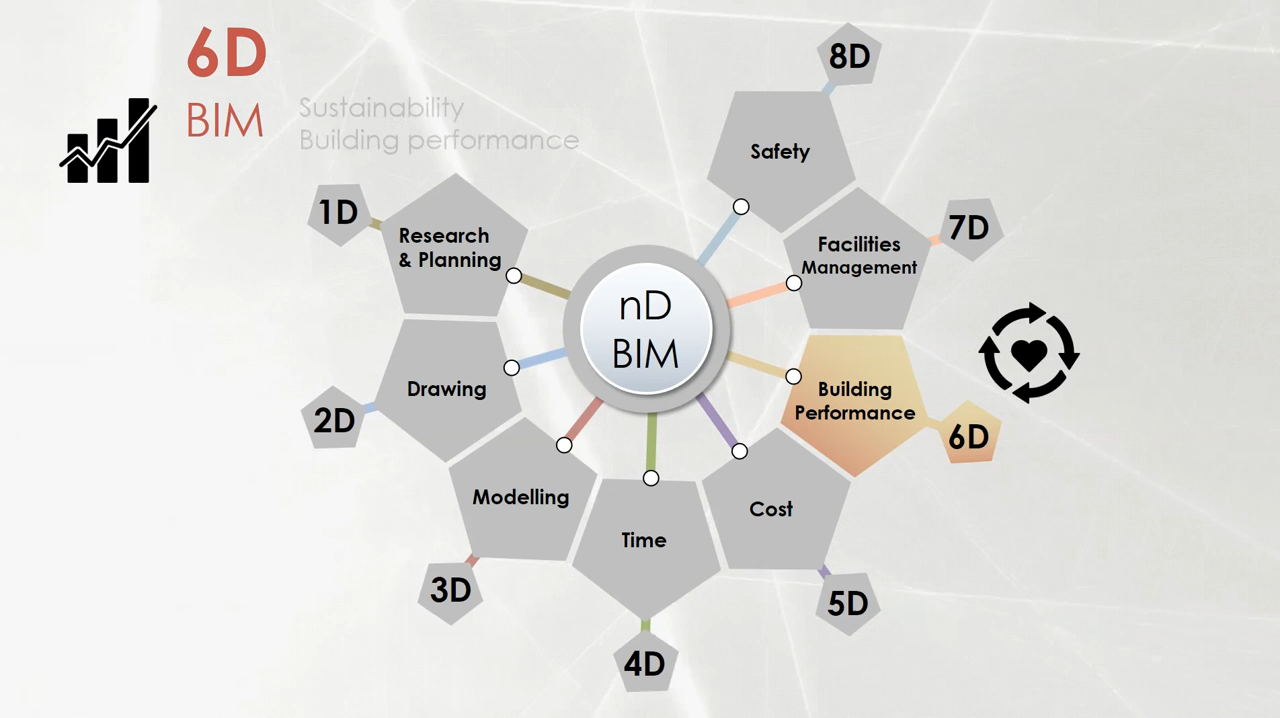 6D
BIM
Sustainability
Building performance
8D
Safety
1D
Research
& Planning
Facilities
Management
7D
nD
BIM
2D
Drawing
Building
Performance
6D
Modelling
Cost
Time
3D
5D
4D